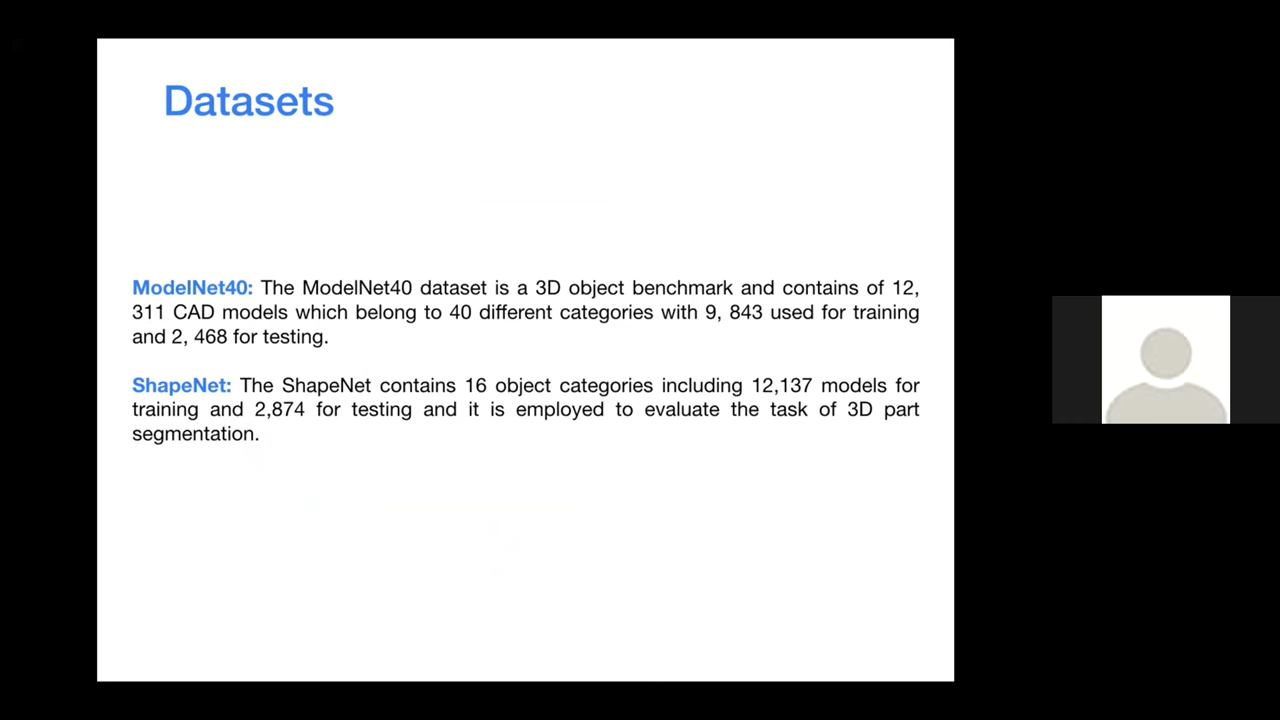 Datasets
ModelNet40: The ModelNet40 dataset is a 3D object benchmark and contains of 12,
311 CAD models which belong to 40 different categories with 9, 843 used for training
and 2, 468 for testing.
ShapeNet: The ShapeNet contains 16 object categories including 12,137 models for
training and 2,874 for testing and it is employed to evaluate the task of 3D part
segmentation.